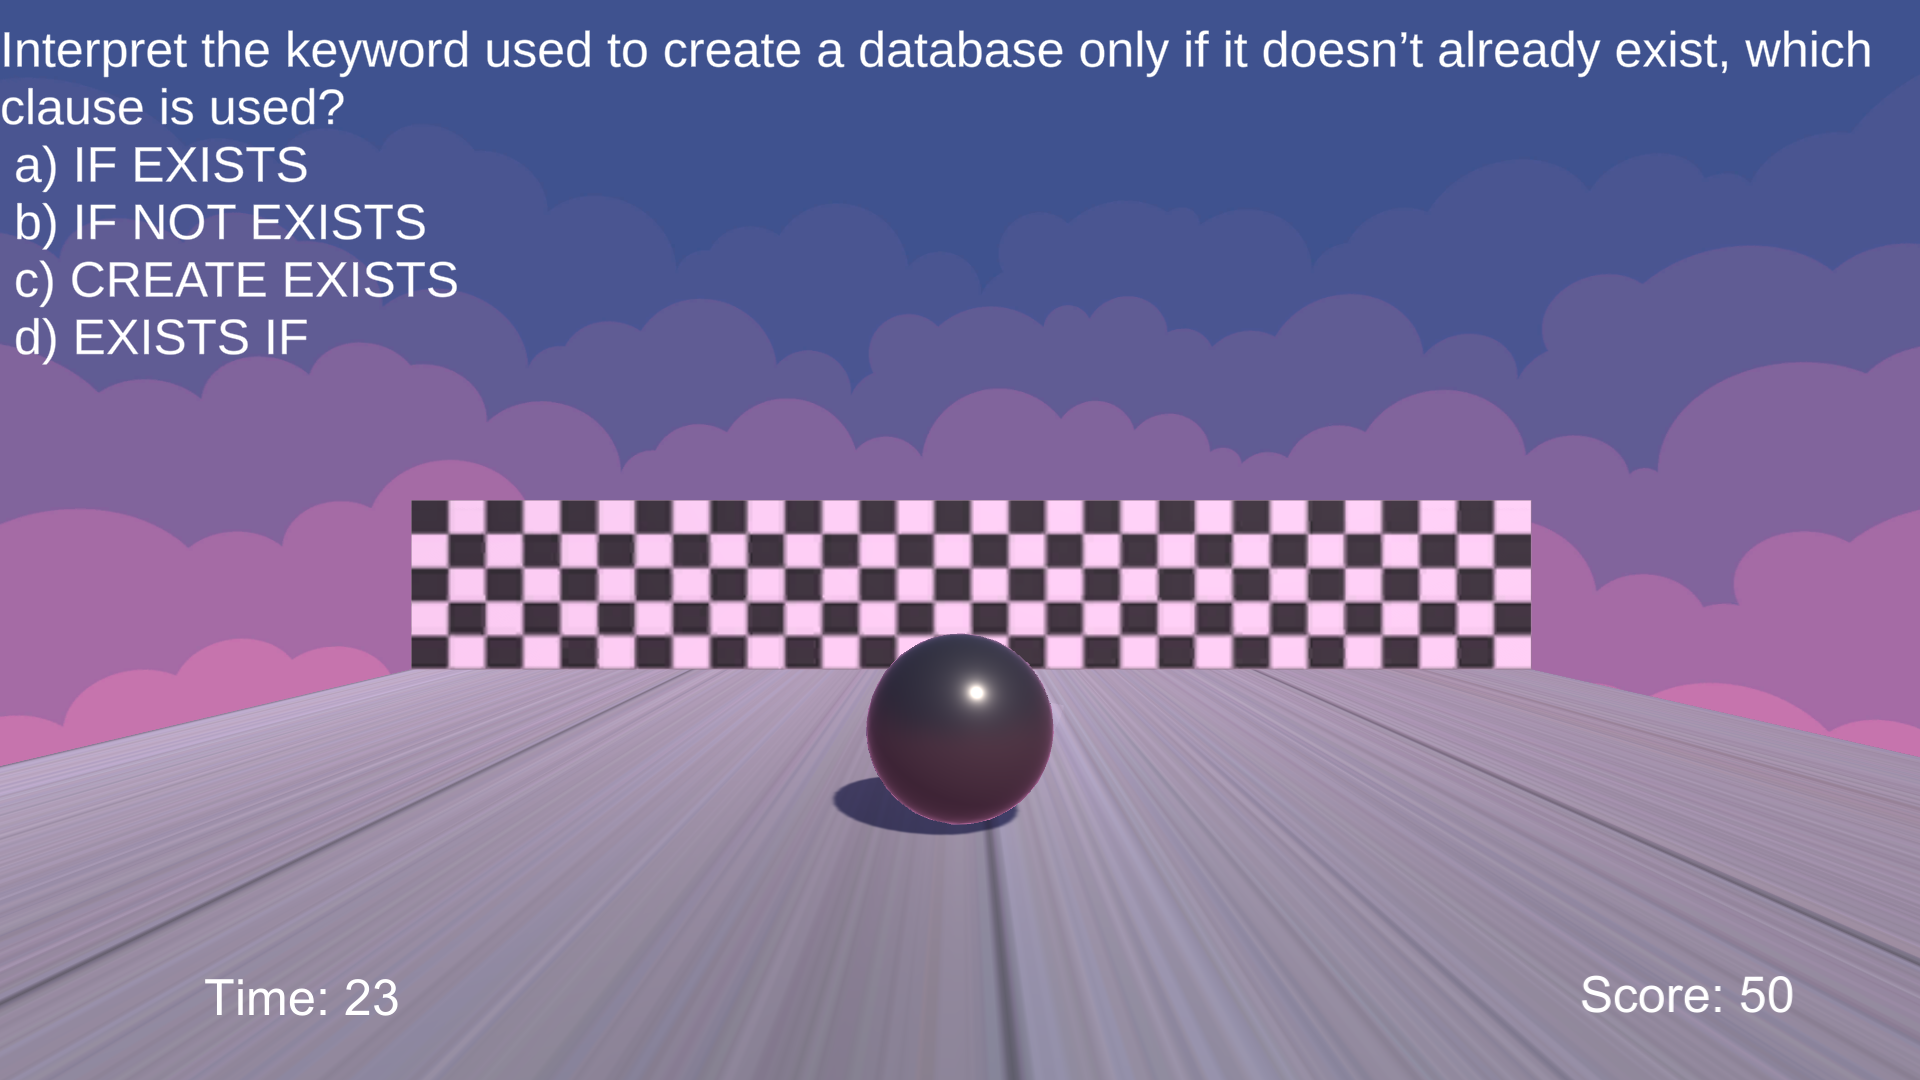 Interpret the keyword used to create a database only if it doesn’t already exist, which
clause is used?
a) IF EXISTS
b) IF NOT EXISTS
c) CREATE EXISTS
d) EXISTS IF
Time: 23
Score: 50